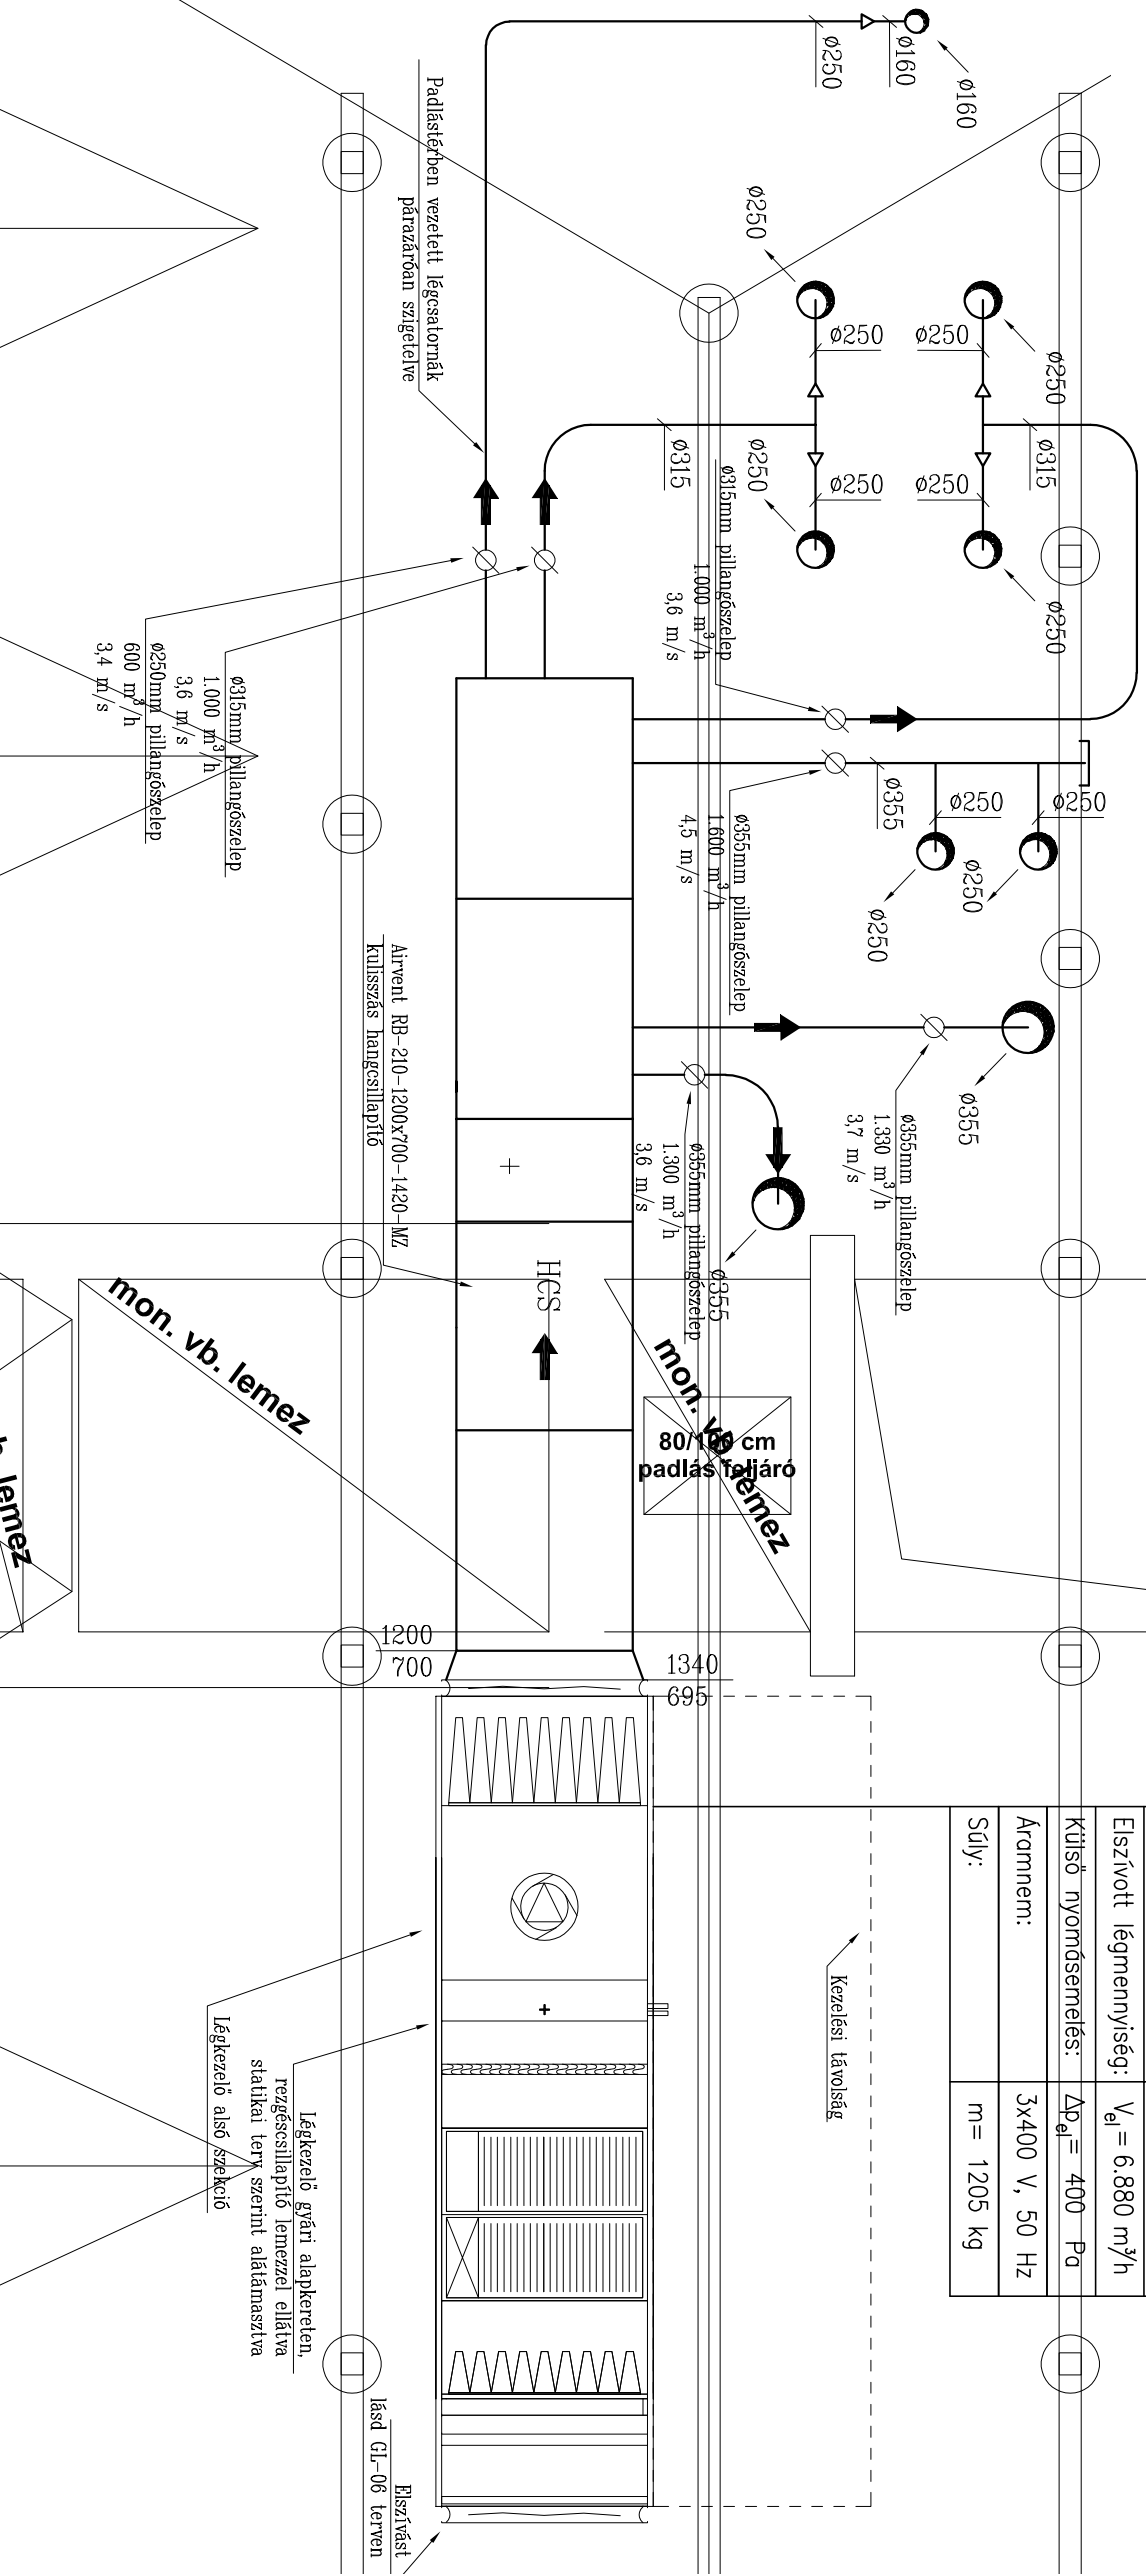 ø160
ø160
ø250
Padlástérben vezetett légcsatornák
párazáróan szigetelve
ø250
ø250
ø250
ø250
ø315
ø315
ø250
ø250
ø250
ø250
ø315mm pillangószelep
1.000 m³/h
3,6 m/s
ø315mm pillangószelep
1.000 m³/h
3,6 m/s
ø250mm pillangószelep
600 m³/h
3,4 m/s
ø355
ø250
ø250
ø250
ø250
ø355mm pillangószelep
1.600 m³/h
4,5 m/s
Airvent RB-210-1200x700-1420-MZ
kulisszás hangcsillapító
ø355
ø355mm pillangószelep
1.330 m³/h
3,7 m/s
ø355mm pillangószelep
1.300 m³/h
3,6 m/s
ø355
HCS
mon. vb. lemez
mon. vb. lemez
80/100 cm
padlás feljáró
lemez
1200
700
1340
695
Elszívott légmennyiség: Vel= 6.880 m³/h
Külső nyomásemelés: Δpel= 400 Pa
Áramnem: 3x400 V, 50 Hz
Súly: m= 1205 kg
Kezelési távolság
Légkezelő gyári alapkereten,
rezgéscsillapító lemezzel ellátva
statikai terv szerint alátámasztva
Légkezelő alsó szekció
Elszívást
lásd GL-06 terven